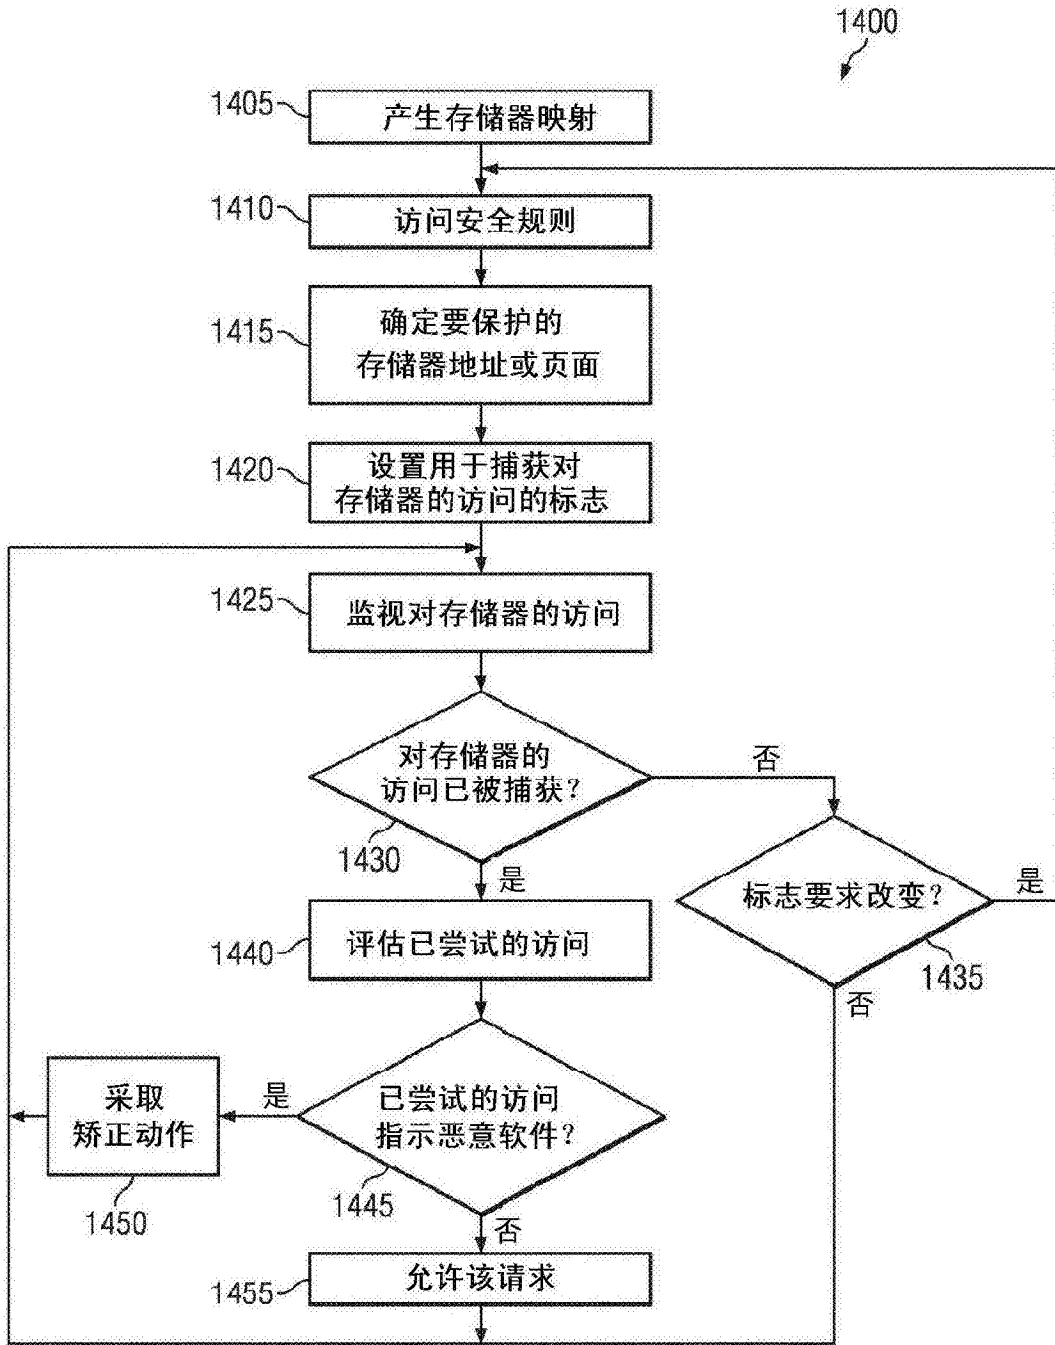 1400
1405
产生存储器映射
1410
访问安全规则
1415
确定要保护的
存储器地址或页面
1420
设置用于捕获对
存储器的访问的标志
1425
监视对存储器的访问
对存储器的
访问已被捕获？
否
1430
是
标志要求改变？
是
1435
否
1440
评估已尝试的访问
采取
矫正动作
是
已尝试的访问
指示恶意软件？
1450
1445
否
1455
允许该请求